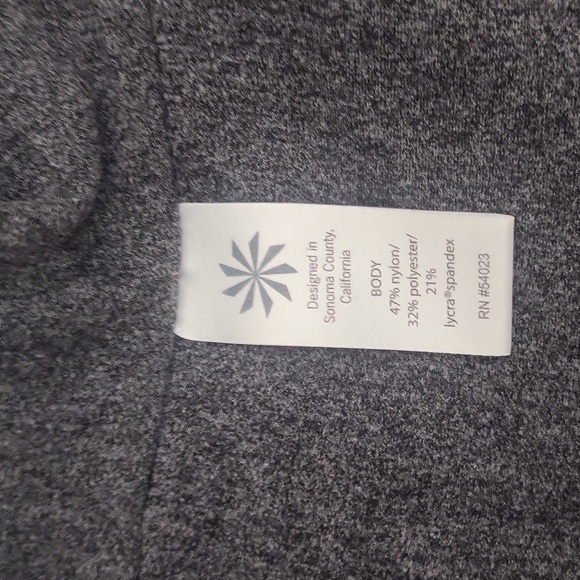 Designed in
Sonoma County,
California
BODY
47% nylon/
32% polyester/
21%
lycra®spandex
RN #54023